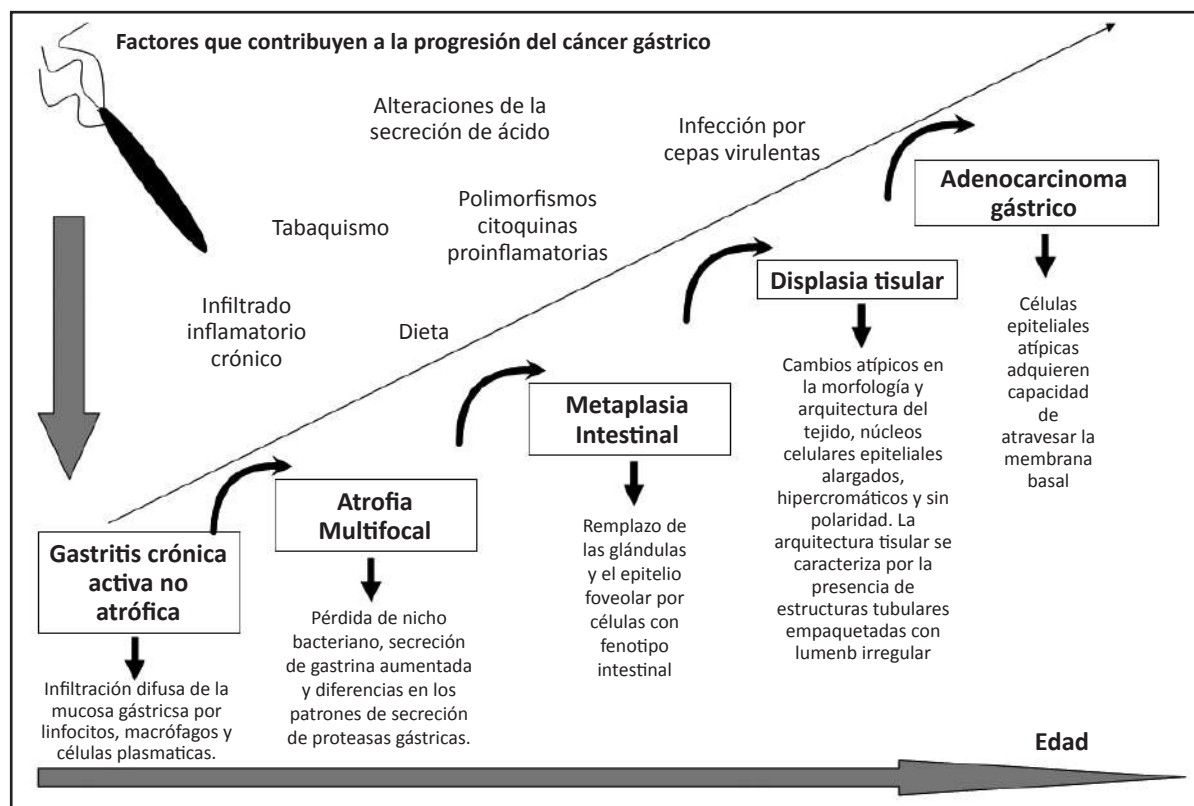 Factores que contribuyen a la progresión del cáncer gástrico
Alteraciones de la
secreción de ácido
Infección por
cepas virulentas
Tabaquismo
Polimorfismos
citoquinas
proinflamatorias
Infiltrado
inflamatorio
crónico
Dieta
Gastritis crónica
activa no
atrófica
Infiltración difusa de la
mucosa gástricsa por
linfocitos, macrófagos y
células plasmaticas.
Atrofia
Multifocal
Pérdida de nicho
bacteriano, secreción
de gastrina aumentada
y diferencias en los
patrones de secreción
de proteasas gástricas.
Metaplasia
Intestinal
Remplazo de
las glándulas
y el epitelio
foveolar por
células con
fenotipo
intestinal
Displasia tisular
Cambios atípicos en
la morfología y
arquitectura del
tejido, núcleos
celulares epiteliales
alargados,
hipercromáticos y sin
polaridad. La
arquitectura tisular se
caracteriza por la
presencia de
estructuras tubulares
empaquetadas con
lumenb irregular
Adenocarcinoma
gástrico
Células
epiteliales
atípicas
adquieren
capacidad
de
atravesar la
membrana
basal
Edad